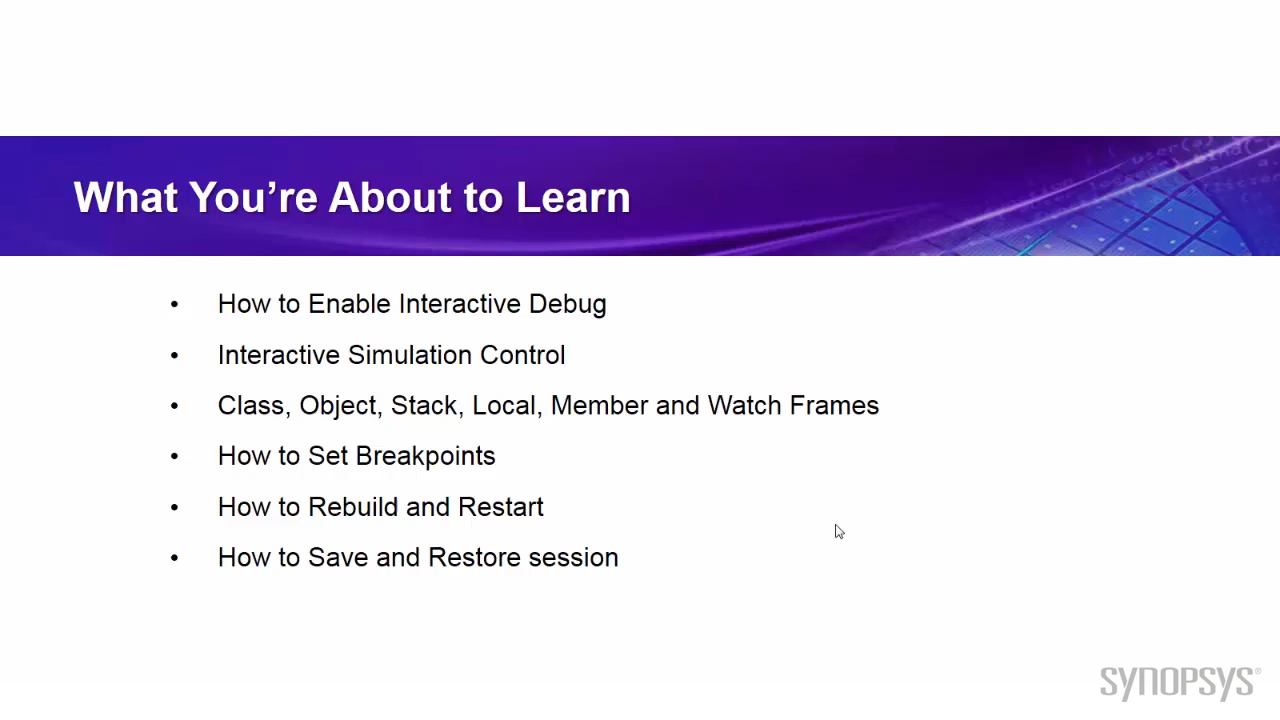 What You're About to Learn
• How to Enable Interactive Debug
• Interactive Simulation Control
• Class, Object, Stack, Local, Member and Watch Frames
• How to Set Breakpoints
• How to Rebuild and Restart
• How to Save and Restore session
SYNOPSYS®